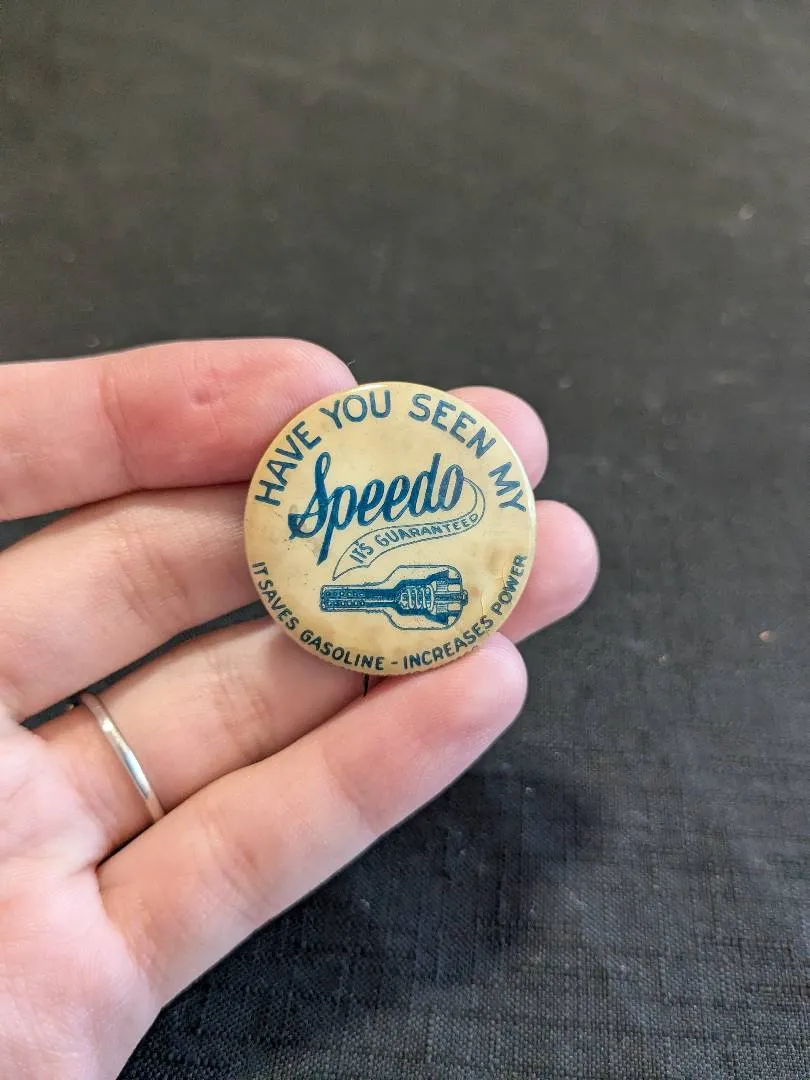 HAVE YOU SEEN MY
Speedo
IT'S GUARANTEED
IT SAVES GASOLINE - INCREASES POWER